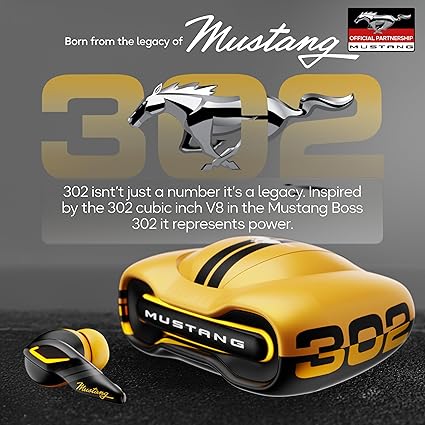 Born from the legacy of Mustang
OFFICIAL PARTNERSHIP
MUSTANG
302
302 isn't just a number it's a legacy. Inspired
by the 302 cubic inch V8 in the Mustang Boss
302 it represents power.
MUSTANG
302
Mustang